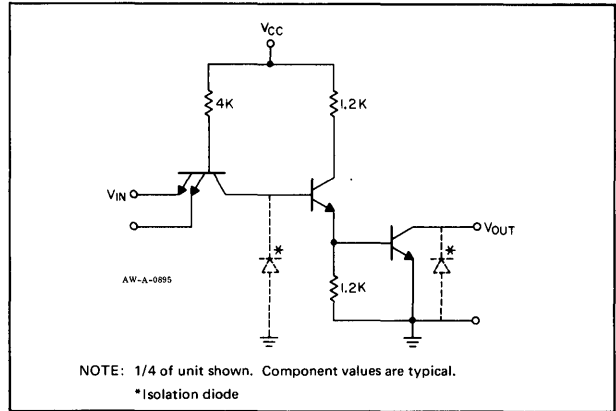 VCC
4K
1.2K
VIN
VOUT
*
*
AW-A-0895
1.2K
NOTE: 1/4 of unit shown. Component values are typical.
*Isolation diode